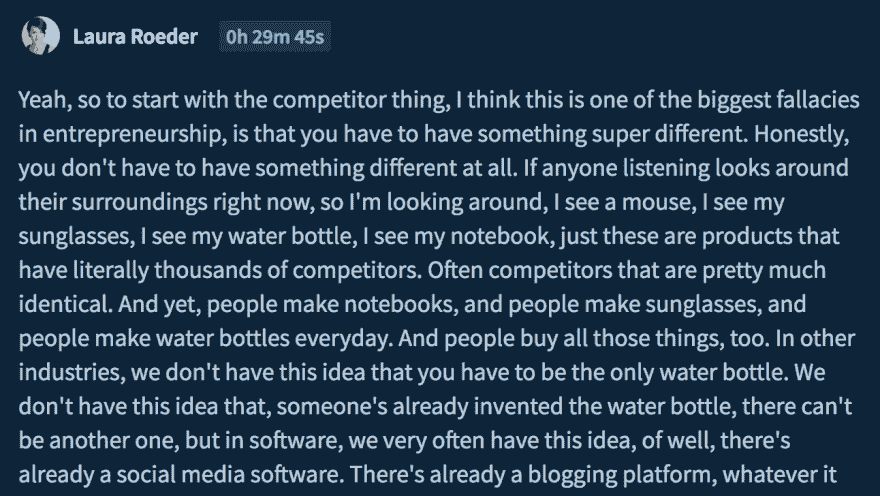 Laura Roeder 0h 29m 45s
Yeah, so to start with the competitor thing, I think this is one of the biggest fallacies
in entrepreneurship, is that you have to have something super different. Honestly,
you don't have to have something different at all. If anyone listening looks around
their surroundings right now, so I'm looking around, I see a mouse, I see my
sunglasses, I see my water bottle, I see my notebook, just these are products that
have literally thousands of competitors. Often competitors that are pretty much
identical. And yet, people make notebooks, and people make sunglasses, and
people make water bottles everyday. And people buy all those things, too. In other
industries, we don't have this idea that you have to be the only water bottle. We
don't have this idea that, someone's already invented the water bottle, there can't
be another one, but in software, we very often have this idea, of well, there's
already a social media software. There's already a blogging platform, whatever it